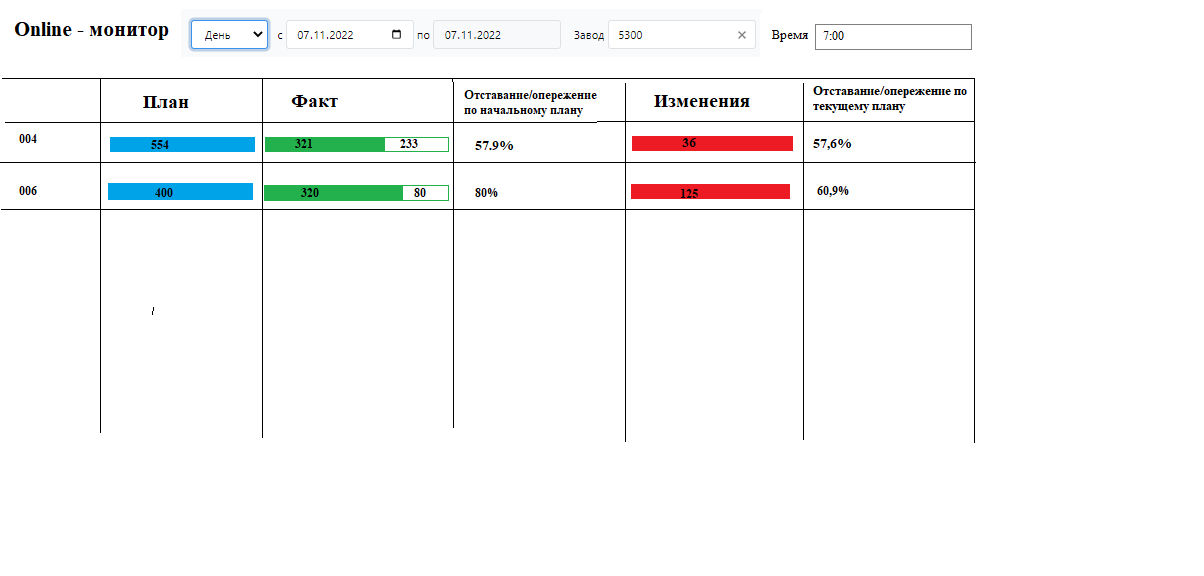 Online - монитор День с 07.11.2022 по 07.11.2022 Завод 5300 Время 7:00
План Факт Отставание/опережение по начальному плану Изменения Отставание/опережение по текущему плану
004 554 321 233 57.9% 36 57,6%
006 400 320 80 80% 125 60,9%